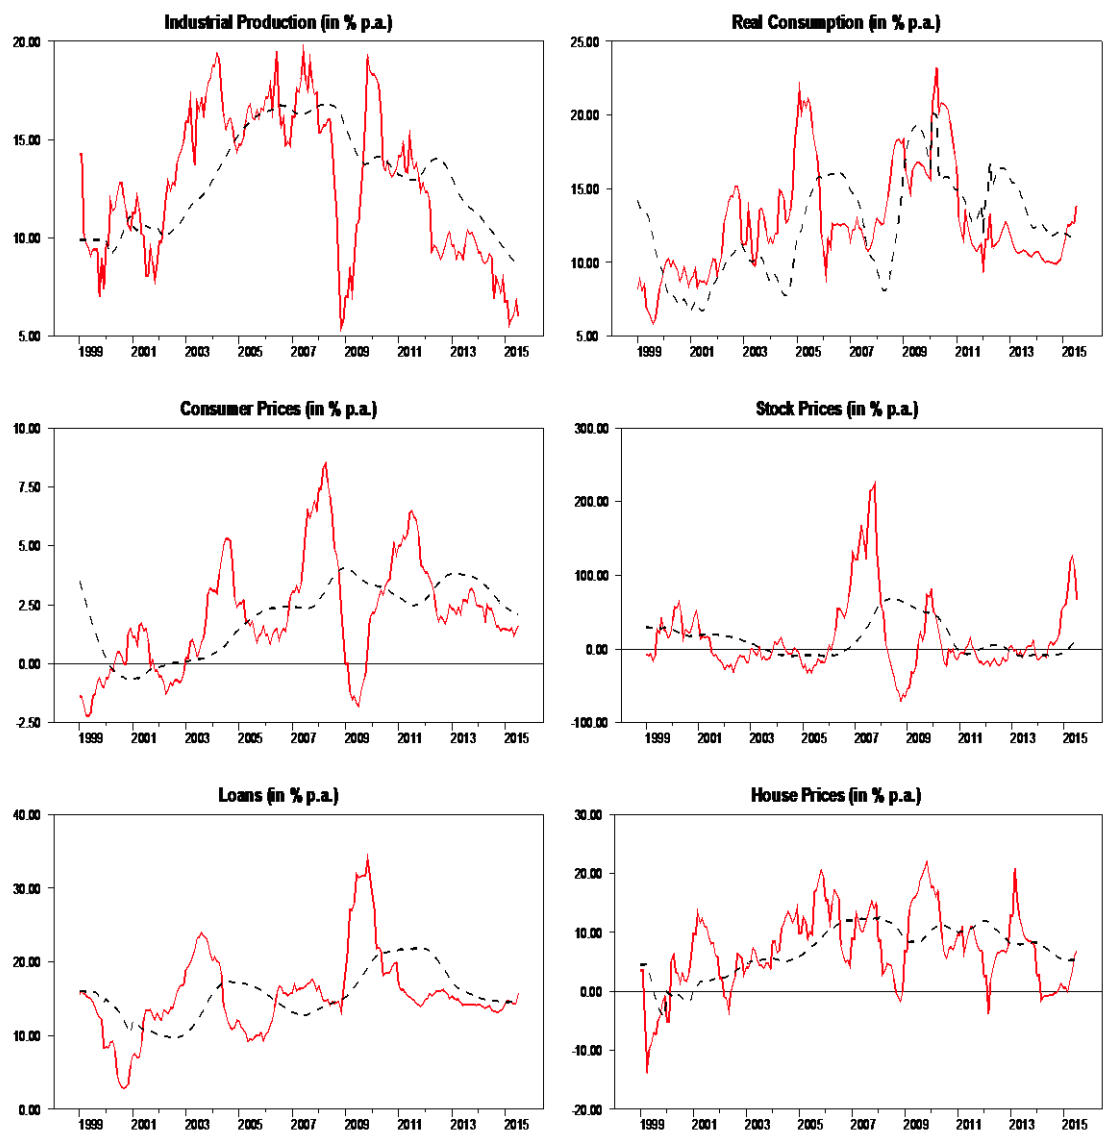 Industrial Production (in % p.a.)
20.00
15.00
10.00
5.00
1999 2001 2003 2005 2007 2009 2011 2013 2015
Real Consumption (in % p.a.)
25.00
20.00
15.00
10.00
5.00
1999 2001 2003 2005 2007 2009 2011 2013 2015
Consumer Prices (in % p.a.)
10.00
7.50
5.00
2.50
0.00
-2.50
1999 2001 2003 2005 2007 2009 2011 2013 2015
Stock Prices (in % p.a.)
300.00
200.00
100.00
0.00
-100.00
1999 2001 2003 2005 2007 2009 2011 2013 2015
Loans (in % p.a.)
40.00
30.00
20.00
10.00
0.00
1999 2001 2003 2005 2007 2009 2011 2013 2015
House Prices (in % p.a.)
30.00
20.00
10.00
0.00
-10.00
-20.00
1999 2001 2003 2005 2007 2009 2011 2013 2015